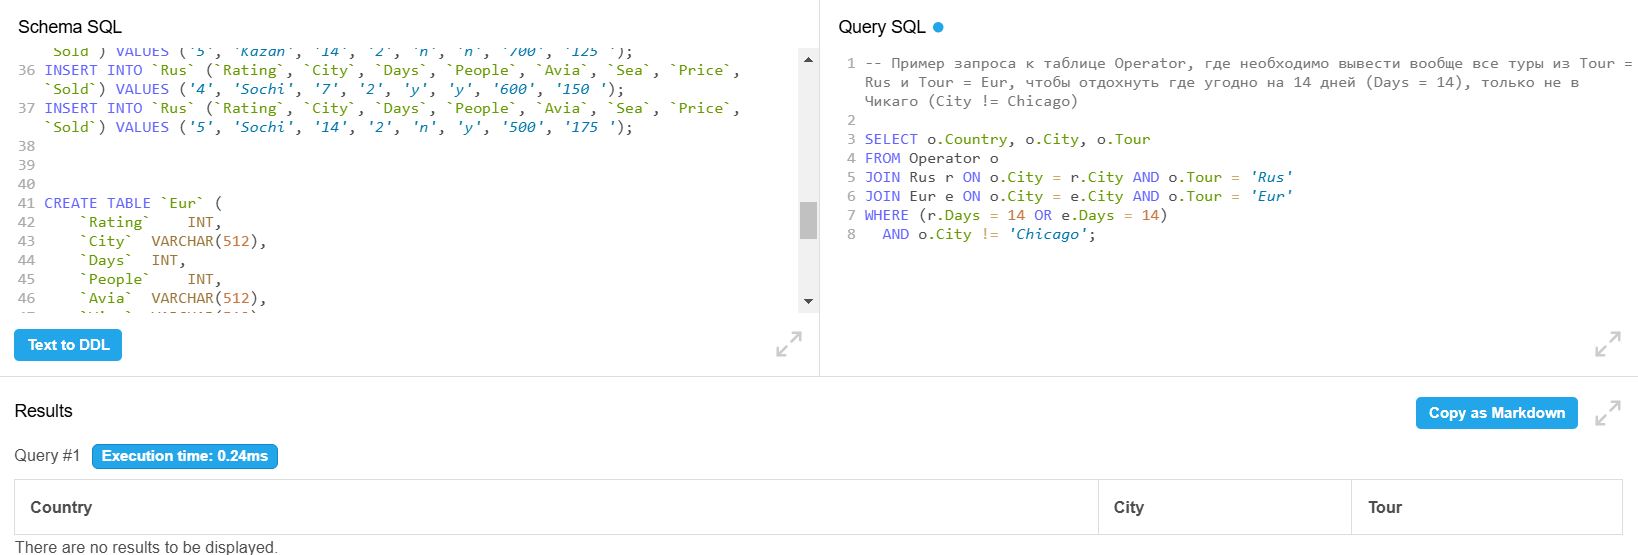 Schema SQL
`Sold`) VALUES ('5', 'Kazan', '14', '2', 'n', 'n', '700', '125 ');
36 INSERT INTO `Rus` (`Rating`, `City`, `Days`, `People`, `Avia`, `Sea`, `Price`,
`Sold`) VALUES ('4', 'Sochi', '7', '2', 'y', 'y', '600', '150 ');
37 INSERT INTO `Rus` (`Rating`, `City`, `Days`, `People`, `Avia`, `Sea`, `Price`,
`Sold`) VALUES ('5', 'Sochi', '14', '2', 'n', 'y', '500', '175 ');
38
39
40
41 CREATE TABLE `Eur` (
42 `Rating` INT,
43 `City` VARCHAR(512),
44 `Days` INT,
45 `People` INT,
46 `Avia` VARCHAR(512),
Text to DDL
Query SQL
1 -- Пример запроса к таблице Operator, где необходимо вывести вообще все туры из Tour =
Rus и Tour = Eur, чтобы отдохнуть где угодно на 14 дней (Days = 14), только не в
Чикаго (City != Chicago)
2
3 SELECT o.Country, o.City, o.Tour
4 FROM Operator o
5 JOIN Rus r ON o.City = r.City AND o.Tour = 'Rus'
6 JOIN Eur e ON o.City = e.City AND o.Tour = 'Eur'
7 WHERE (r.Days = 14 OR e.Days = 14)
8 AND o.City != 'Chicago';
Results
Copy as Markdown
Query #1 Execution time: 0.24ms
Country City Tour
There are no results to be displayed.